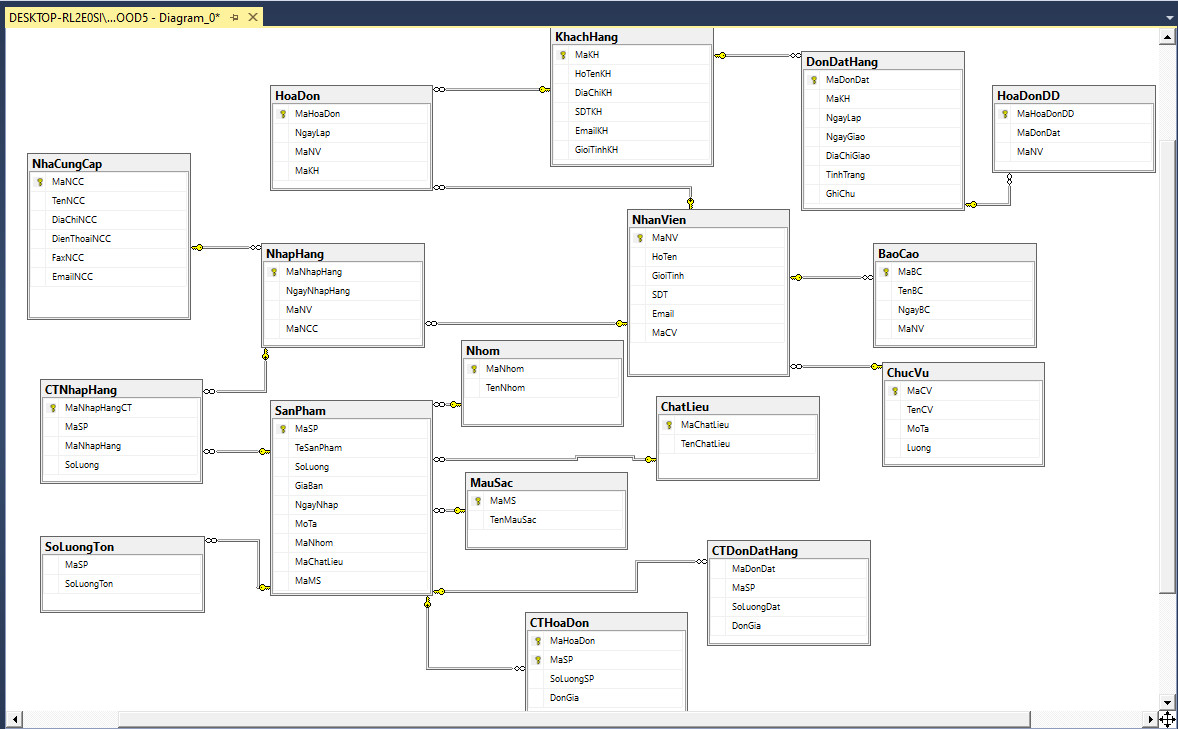 DESKTOP-RL2E0SI\...OOD5 - Diagram_0*
KhachHang
MaKH
HoTenKH
DiaChiKH
SDTKH
EmailKH
GioiTinhKH
DonDatHang
MaDonDat
MaKH
NgayLap
NgayGiao
DiaChiGiao
TinhTrang
GhiChu
HoaDonDD
MaHoaDonDD
MaDonDat
MaNV
HoaDon
MaHoaDon
NgayLap
MaNV
MaKH
NhaCungCap
MaNCC
TenNCC
DiaChiNCC
DienThoaiNCC
FaxNCC
EmailNCC
NhapHang
MaNhapHang
NgayNhapHang
MaNV
MaNCC
NhanVien
MaNV
HoTen
GioiTinh
SDT
Email
MaCV
BaoCao
MaBC
TenBC
NgayBC
MaNV
ChucVu
MaCV
TenCV
MoTa
Luong
CTNhapHang
MaNhapHangCT
MaSP
MaNhapHang
SoLuong
Nhom
MaNhom
TenNhom
SanPham
MaSP
TeSanPham
SoLuong
GiaBan
NgayNhap
MoTa
MaNhom
MaChatLieu
MaMS
ChatLieu
MaChatLieu
TenChatLieu
MauSac
MaMS
TenMauSac
SoLuongTon
MaSP
SoLuongTon
CTDonDatHang
MaDonDat
MaSP
SoLuongDat
DonGia
CTHoaDon
MaHoaDon
MaSP
SoLuongSP
DonGia